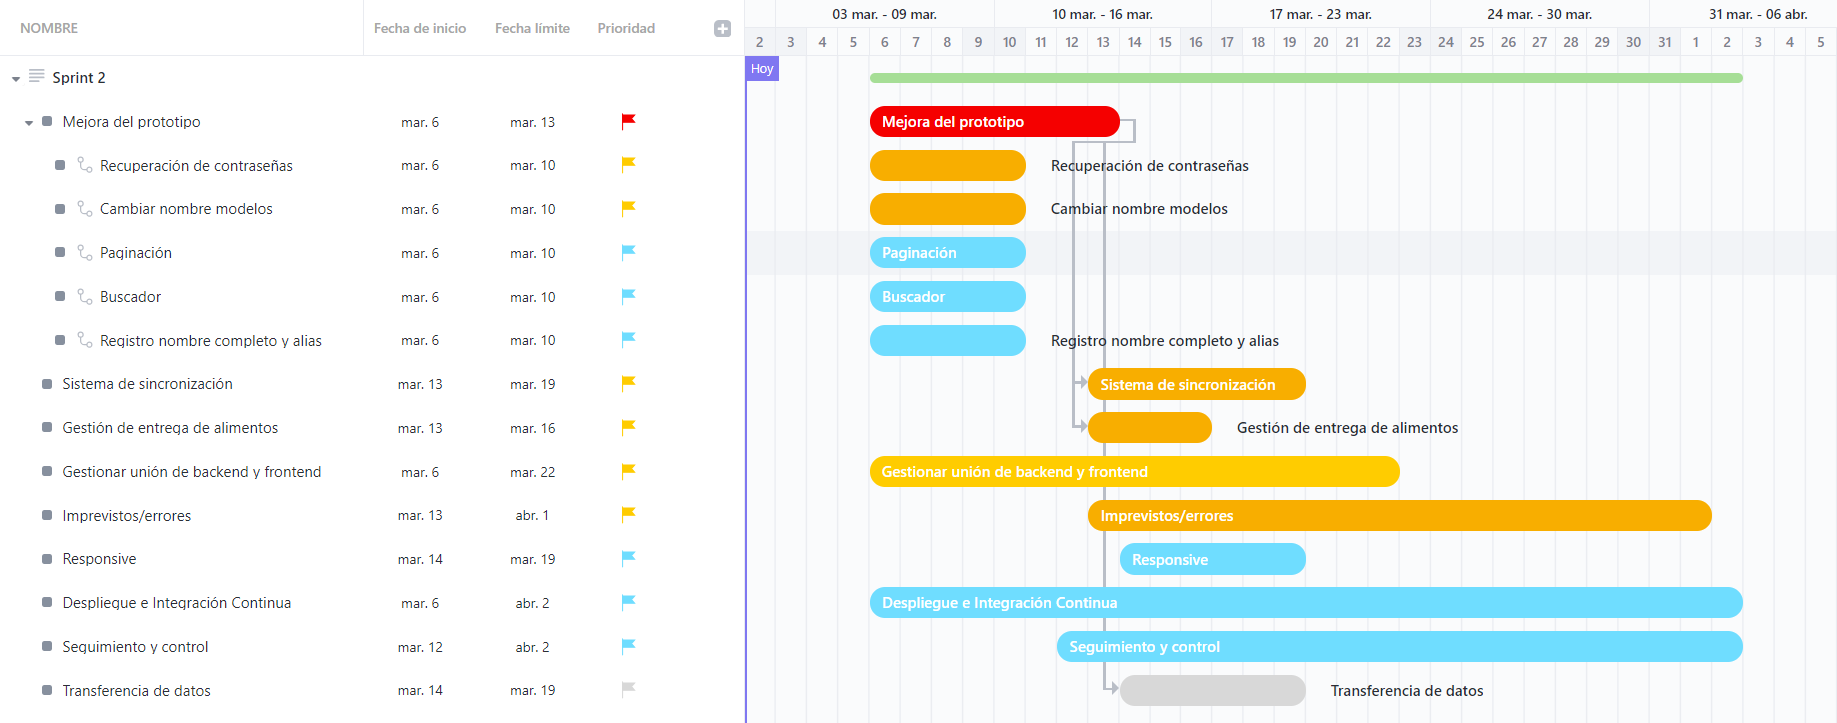 NOMBRE Fecha de inicio Fecha límite Prioridad
03 mar. - 09 mar. 10 mar. - 16 mar. 17 mar. - 23 mar. 24 mar. - 30 mar. 31 mar. - 06 abr.
2 3 4 5 6 7 8 9 10 11 12 13 14 15 16 17 18 19 20 21 22 23 24 25 26 27 28 29 30 31 1 2 3 4 5
Hoy
Sprint 2
Mejora del prototipo mar. 6 mar. 13 Mejora del prototipo
Recuperación de contraseñas mar. 6 mar. 10 Recuperación de contraseñas
Cambiar nombre modelos mar. 6 mar. 10 Cambiar nombre modelos
Paginación mar. 6 mar. 10 Paginación
Buscador mar. 6 mar. 10 Buscador
Registro nombre completo y alias mar. 6 mar. 10 Registro nombre completo y alias
Sistema de sincronización mar. 13 mar. 19 Sistema de sincronización
Gestión de entrega de alimentos mar. 13 mar. 16 Gestión de entrega de alimentos
Gestionar unión de backend y frontend mar. 6 mar. 22 Gestionar unión de backend y frontend
Imprevistos/errores mar. 13 abr. 1 Imprevistos/errores
Responsive mar. 14 mar. 19 Responsive
Despliegue e Integración Continua mar. 6 abr. 2 Despliegue e Integración Continua
Seguimiento y control mar. 12 abr. 2 Seguimiento y control
Transferencia de datos mar. 14 mar. 19 Transferencia de datos